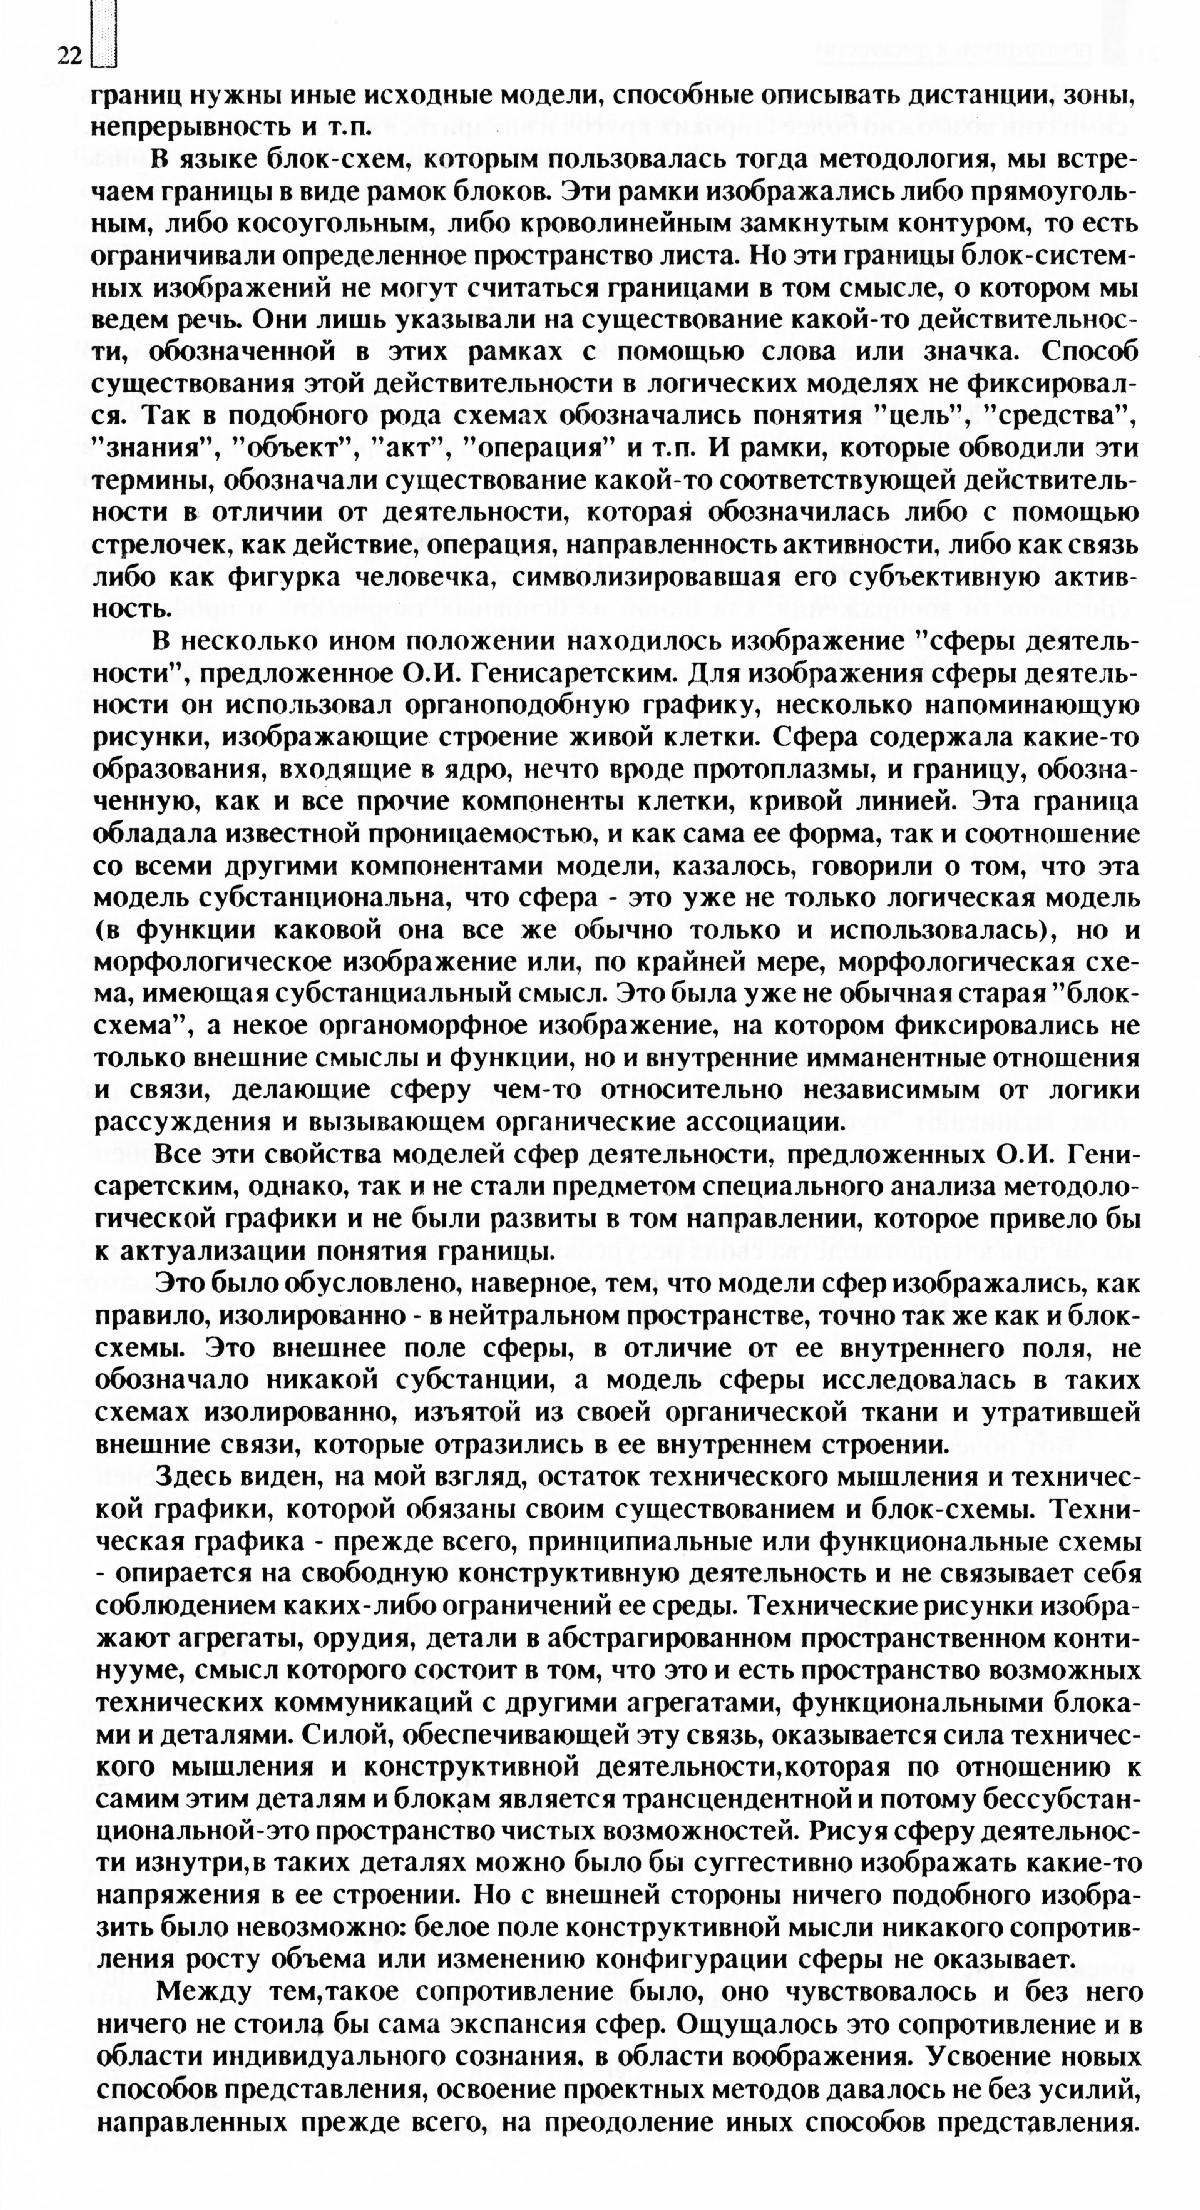 22
границ нужны иные исходные модели, способные описывать дистанции, зоны,
непрерывность и т.п.
В языке блок-схем, которым пользовалась тогда методология, мы встре-
чаем границы в виде рамок блоков. Эти рамки изображались либо прямоуголь-
ным, либо косоугольным, либо кроволинейным замкнутым контуром, то есть
ограничивали определенное пространство листа. Но эти границы блок-систем-
ных изображений не могут считаться границами в том смысле, о котором мы
ведем речь. Они лишь указывали на существование какой-то действительнос-
ти, обозначенной в этих рамках с помощью слова или значка. Способ
существования этой действительности в логических моделях не фиксировал-
ся. Так в подобного рода схемах обозначались понятия "цель", "средства",
"знания", "объект", "акт", "операция" и т.п. И рамки, которые обводили эти
термины, обозначали существование какой-то соответствующей действитель-
ности в отличии от деятельности, которая обозначилась либо с помощью
стрелочек, как действие, операция, направленность активности, либо как связь
либо как фигурка человечка, символизировавшая его субъективную актив-
ность.
В несколько ином положении находилось изображение "сферы деятель-
ности", предложенное О.И. Генисаретским. Для изображения сферы деятель-
ности он использовал органоподобную графику, несколько напоминающую
рисунки, изображающие строение живой клетки. Сфера содержала какие-то
образования, входящие в ядро, нечто вроде протоплазмы, и границу, обозна-
ченную, как и все прочие компоненты клетки, кривой линией. Эта граница
обладала известной проницаемостью, и как сама ее форма, так и соотношение
со всеми другими компонентами модели, казалось, говорили о том, что эта
модель субстанциональна, что сфера - это уже не только логическая модель
(в функции каковой она все же обычно только и использовалась), но и
морфологическое изображение или, по крайней мере, морфологическая схе-
ма, имеющая субстанциальный смысл. Это была уже не обычная старая "блок-
схема", а некое органоморфное изображение, на котором фиксировались не
только внешние смыслы и функции, но и внутренние имманентные отношения
и связи, делающие сферу чем-то относительно независимым от логики
рассуждения и вызывающем органические ассоциации.
Все эти свойства моделей сфер деятельности, предложенных О.И. Гени-
саретским, однако, так и не стали предметом специального анализа методоло-
гической графики и не были развиты в том направлении, которое привело бы
к актуализации понятия границы.
Это было обусловлено, наверное, тем, что модели сфер изображались, как
правило, изолированно - в нейтральном пространстве, точно так же как и блок-
схемы. Это внешнее поле сферы, в отличие от ее внутреннего поля, не
обозначало никакой субстанции, а модель сферы исследовалась в таких
схемах изолированно, изъятой из своей органической ткани и утратившей
внешние связи, которые отразились в ее внутреннем строении.
Здесь виден, на мой взгляд, остаток технического мышления и техничес-
кой графики, которой обязаны своим существованием и блок-схемы. Техни-
ческая графика - прежде всего, принципиальные или функциональные схемы
- опирается на свободную конструктивную деятельность и не связывает себя
соблюдением каких-либо ограничений ее среды. Технические рисунки изобра-
жают агрегаты, орудия, детали в абстрагированном пространственном конти-
нууме, смысл которого состоит в том, что это и есть пространство возможных
технических коммуникаций с другими агрегатами, функциональными блока-
ми и деталями. Силой, обеспечивающей эту связь, оказывается сила техничес-
кого мышления и конструктивной деятельности,которая по отношению к
самим этим деталям и блокам является трансцендентной и потому бессубстан-
циональной-это пространство чистых возможностей. Рисуя сферу деятельнос-
ти изнутри,в таких деталях можно было бы суггестивно изображать какие-то
напряжения в ее строении. Но с внешней стороны ничего подобного изобра-
зить было невозможно: белое поле конструктивной мысли никакого сопротив-
ления росту объема или изменению конфигурации сферы не оказывает.
Между тем,такое сопротивление было, оно чувствовалось и без него
ничего не стоила бы сама экспансия сфер. Ощущалось это сопротивление и в
области индивидуального сознания, в области воображения. Усвоение новых
способов представления, освоение проектных методов давалось не без усилий,
направленных прежде всего, на преодоление иных способов представления.